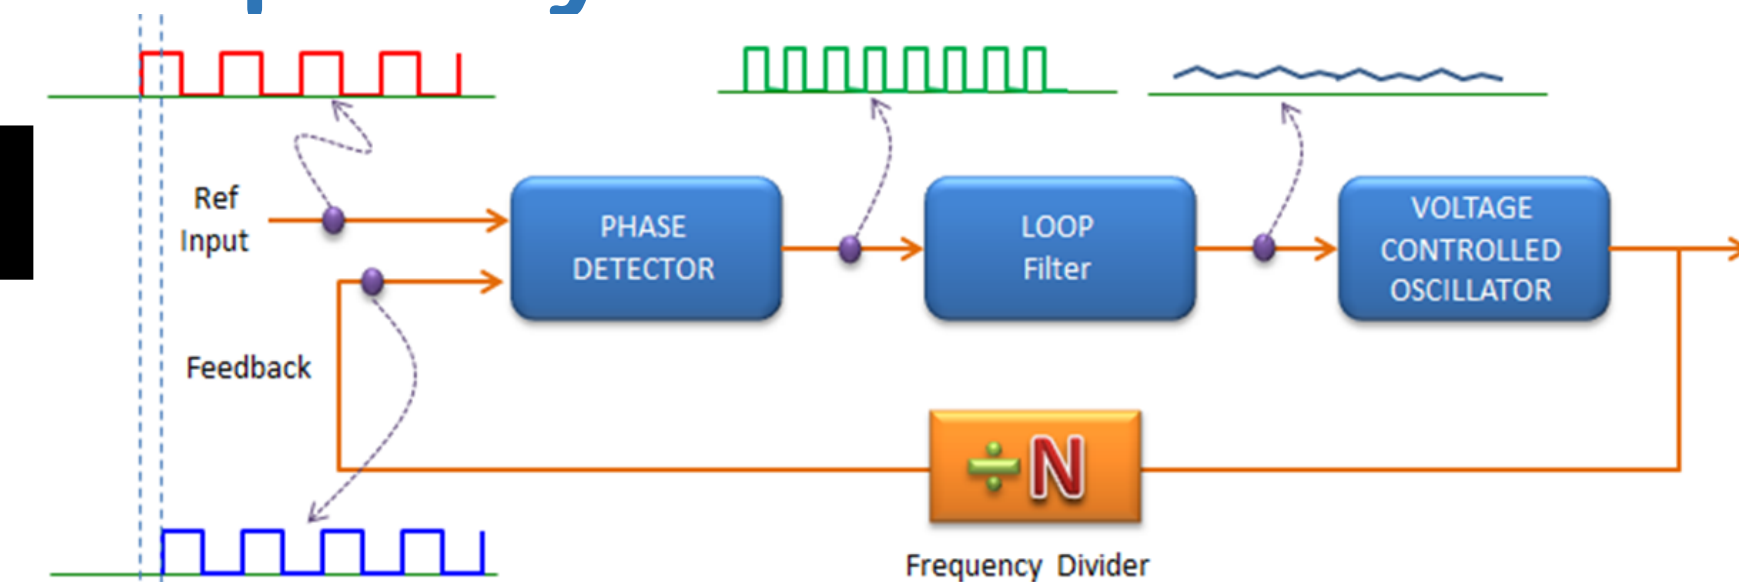 Ref
Input
PHASE
DETECTOR
LOOP
Filter
VOLTAGE
CONTROLLED
OSCILLATOR
Feedback
÷N
Frequency Divider